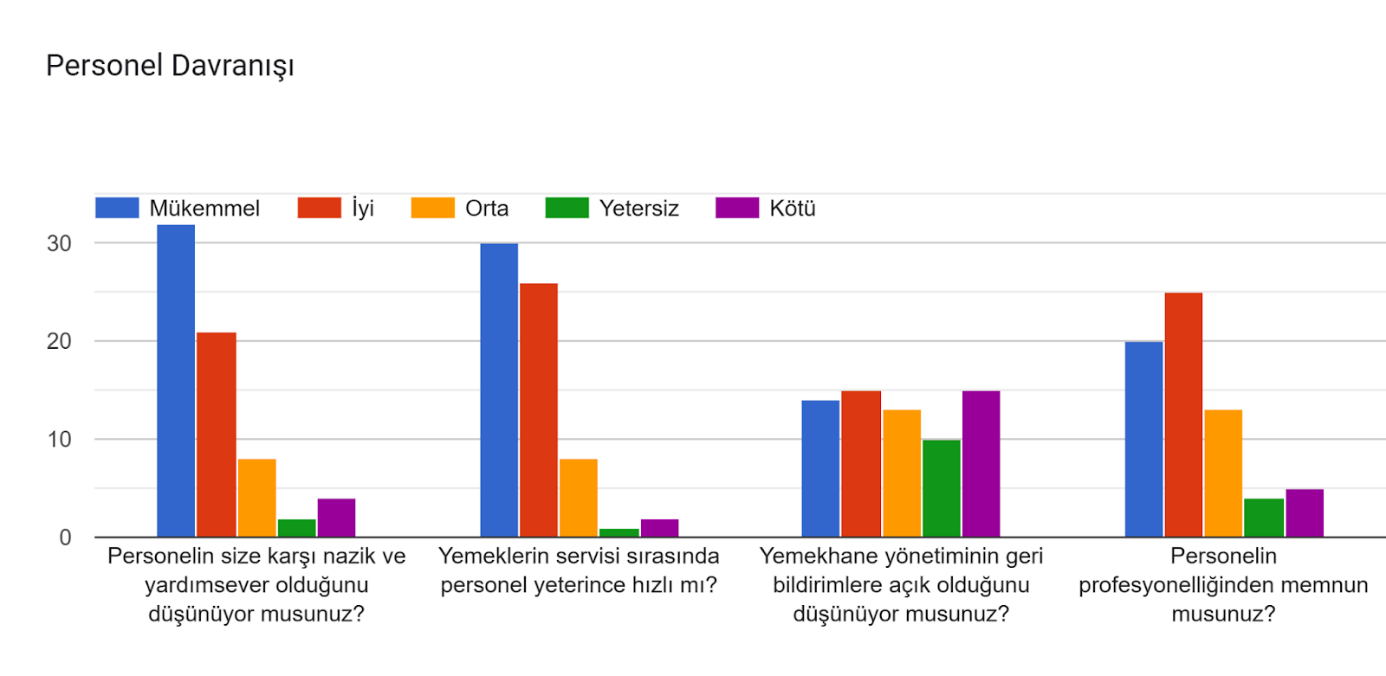 Personel Davranışı
Mükemmel İyi Orta Yetersiz Kötü
30
20
10
0
Personelin size karşı nazik ve
yardımsever olduğunu
düşünüyor musunuz?
Yemeklerin servisi sırasında
personel yeterince hızlı mı?
Yemekhane yönetiminin geri
bildirimlere açık olduğunu
düşünüyor musunuz?
Personelin
profesyonelliğinden memnun
musunuz?